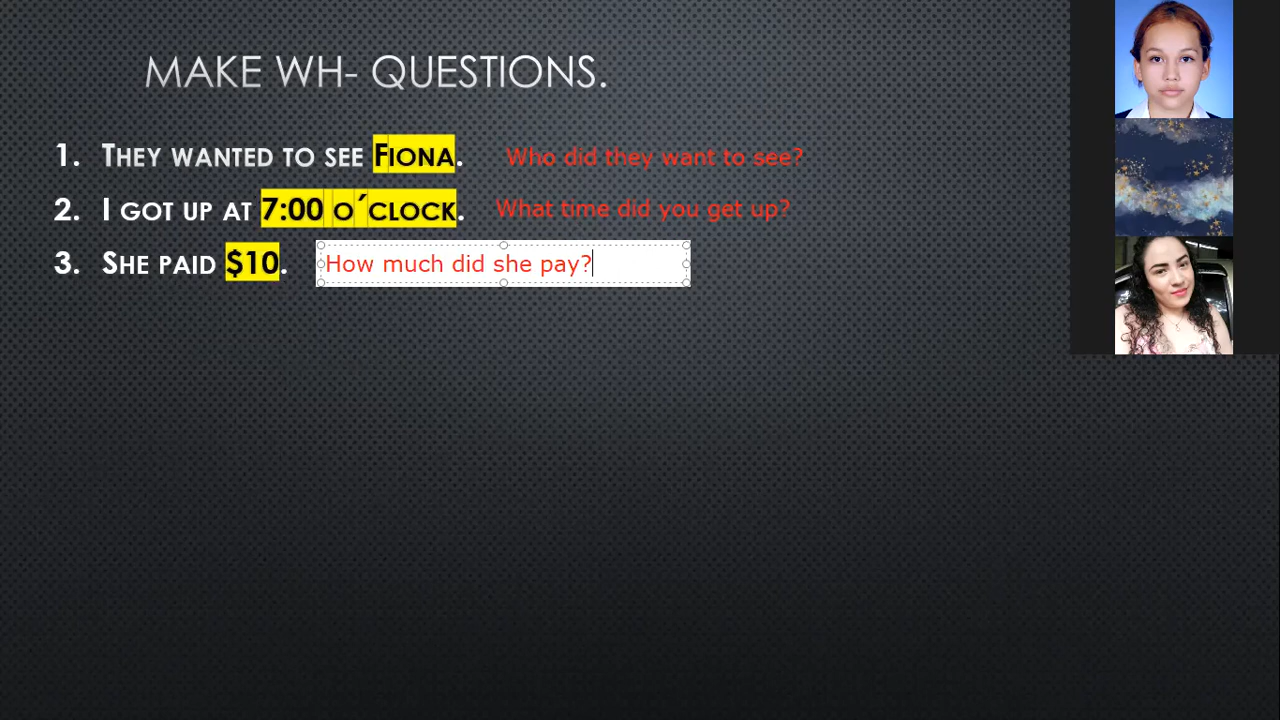 MAKE WH- QUESTIONS.
1. THEY WANTED TO SEE FIONA. Who did they want to see?
2. I GOT UP AT 7:00 O´CLOCK. What time did you get up?
3. SHE PAID $10. How much did she pay?